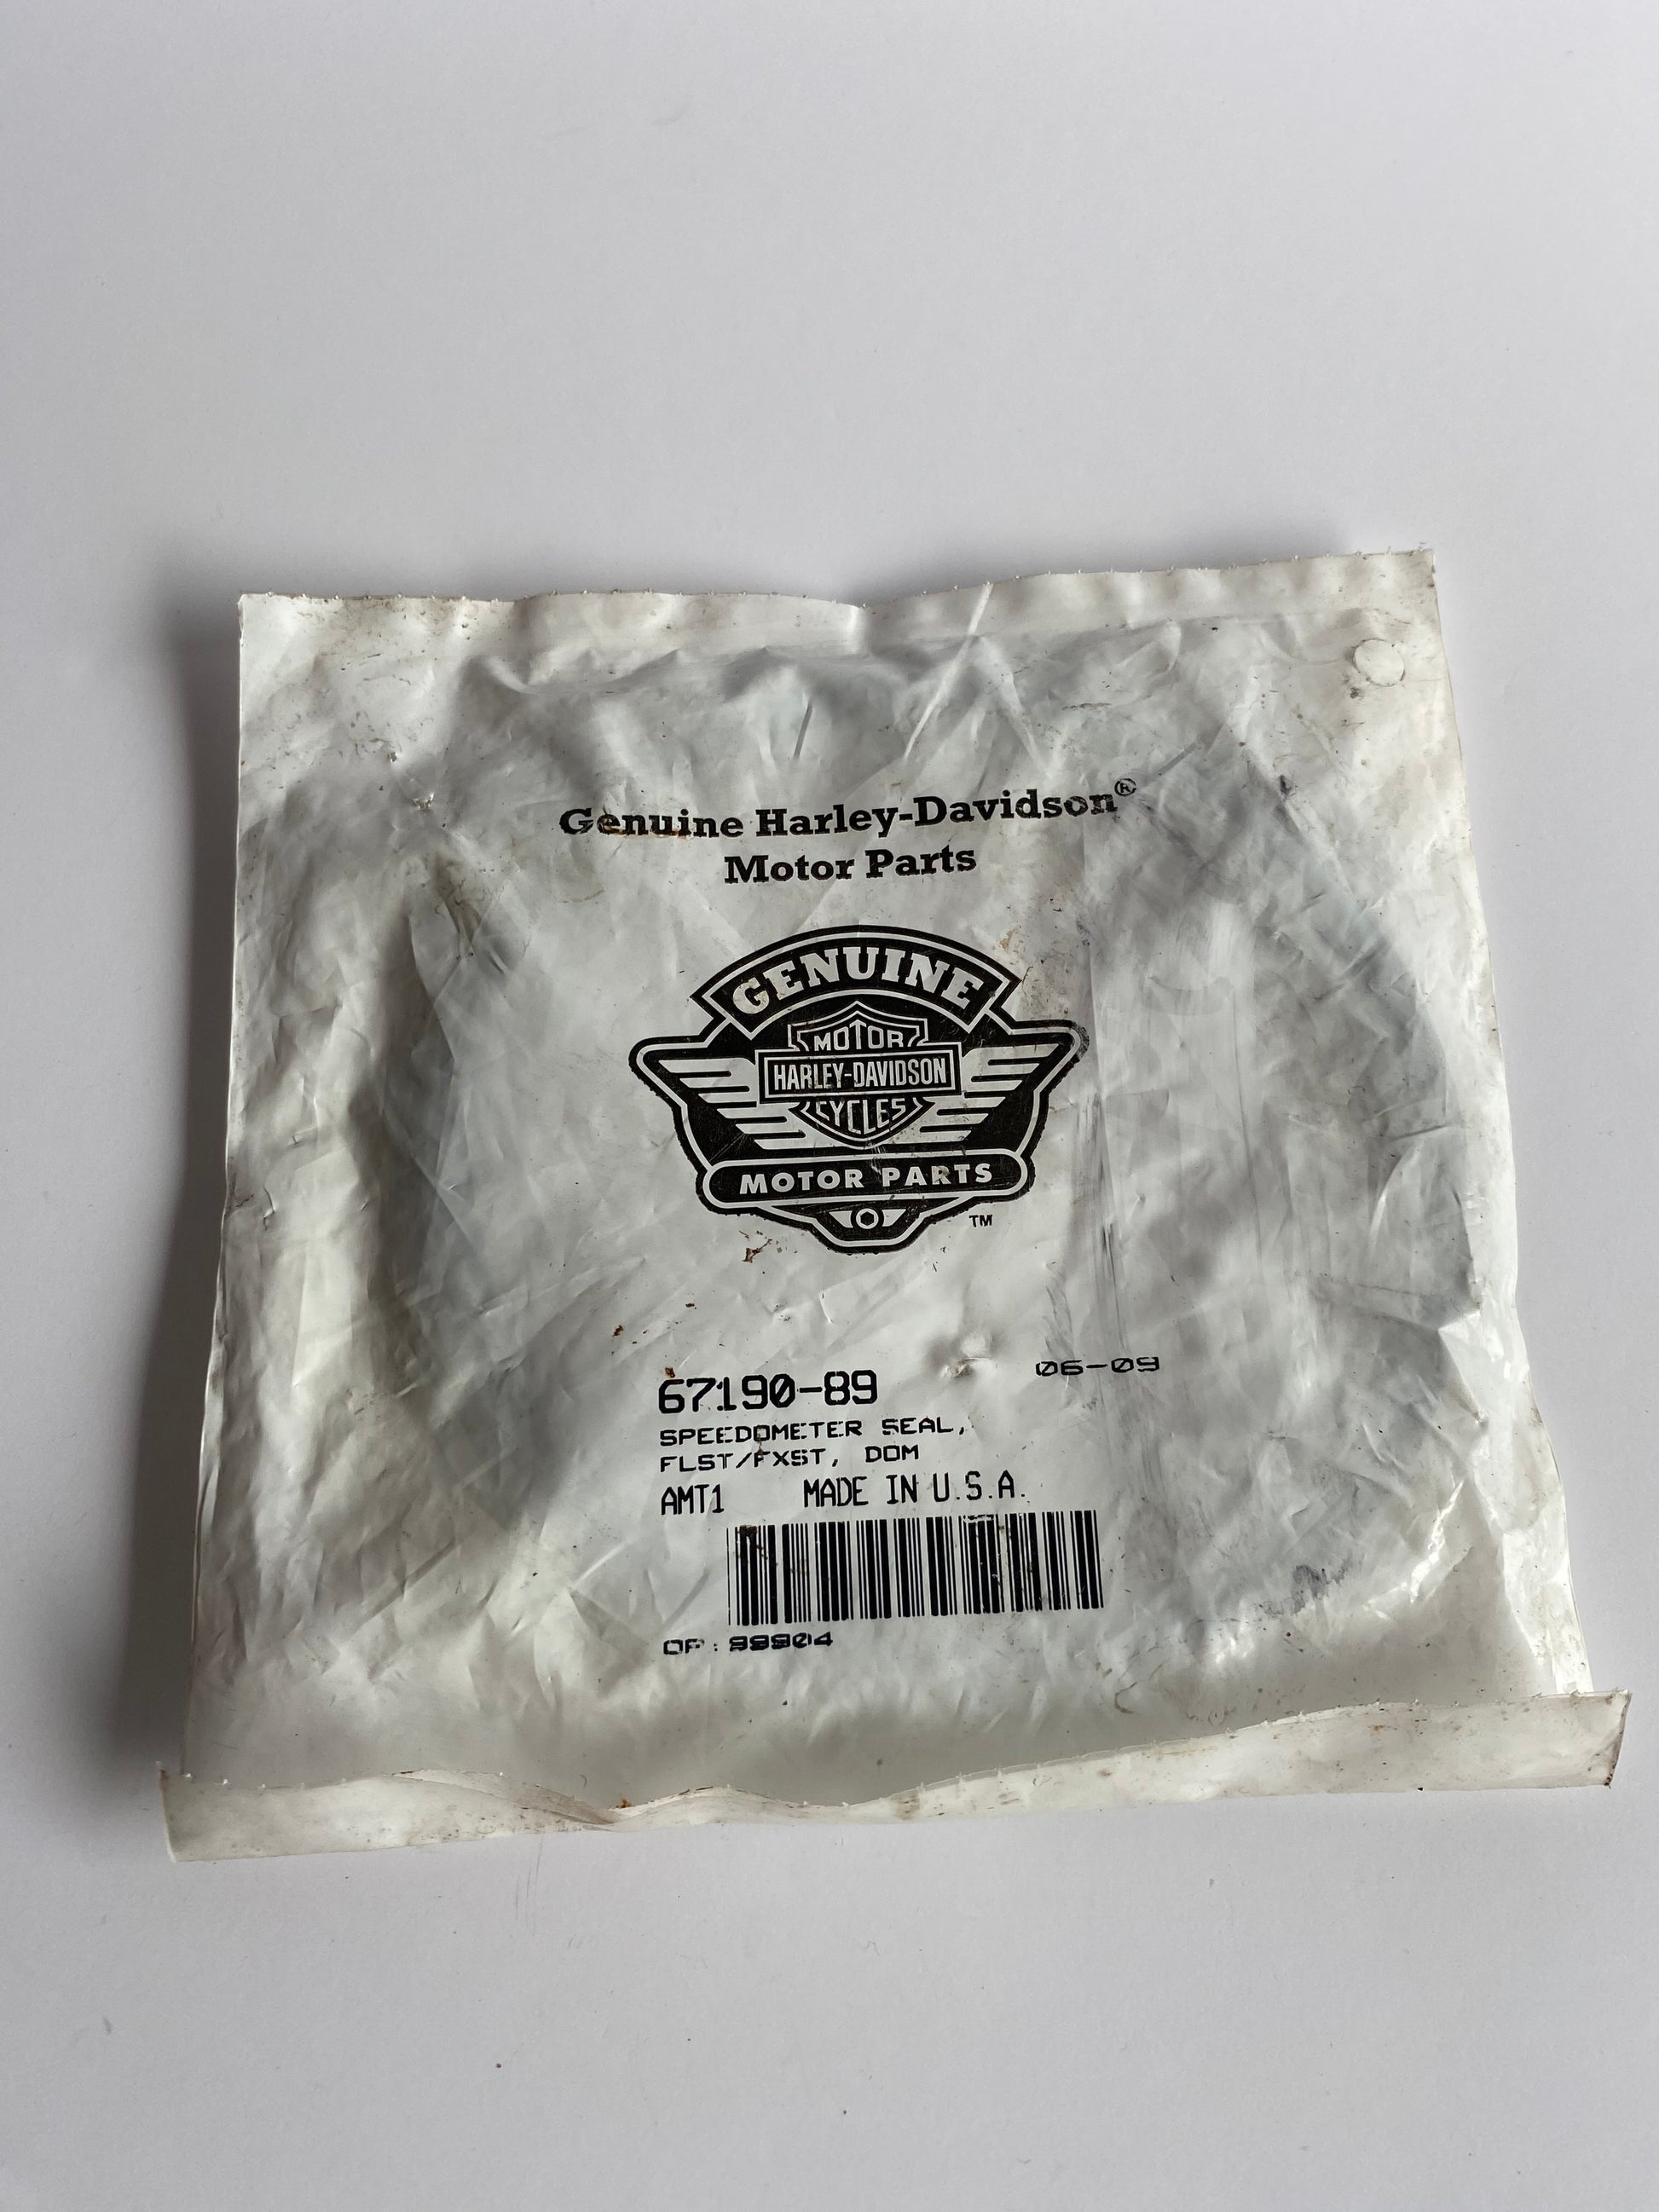 Genuine Harley-Davidson®
Motor Parts
GENUINE
MOTOR
HARLEY-DAVIDSON
CYCLES
MOTOR PARTS
TM
06-09
67190-89
SPEEDOMETER SEAL,
FLST/FXST, DOM
AMT1 MADE IN U.S.A.
OP: 99904